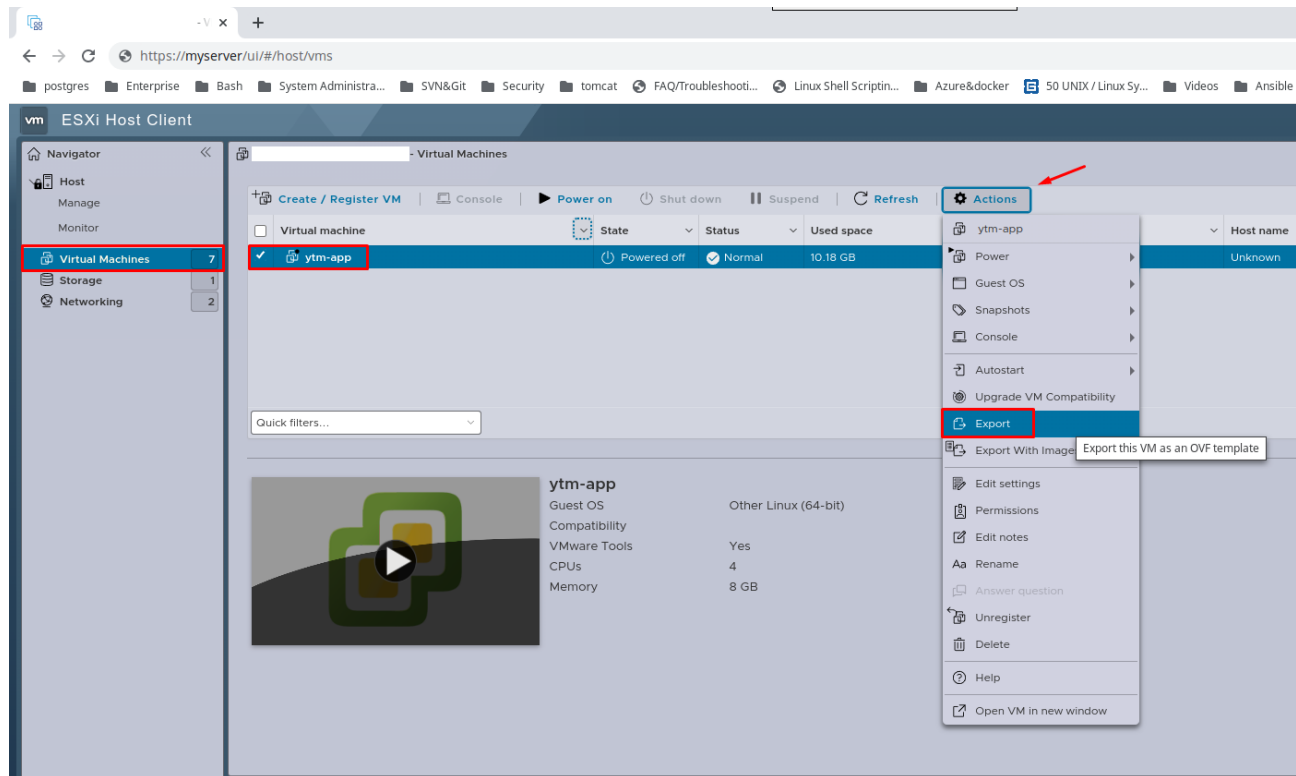 - V
https://myserver/ui/#/host/vms
postgres Enterprise Bash System Administra... SVN&Git Security tomcat FAQ/Troubleshooti... Linux Shell Scriptin... Azure&docker 50 UNIX / Linux Sy... Videos Ansible
vm ESXi Host Client
Navigator
Host
Manage
Monitor
Virtual Machines 7
Storage 1
Networking 2
- Virtual Machines
Create / Register VM Console Power on Shut down Suspend Refresh Actions
Virtual machine State Status Used space Host name
ytm-app Powered off Normal 10.18 GB Unknown
Quick filters...
ytm-app
Guest OS Other Linux (64-bit)
Compatibility
VMware Tools Yes
CPUs 4
Memory 8 GB
ytm-app
Power
Guest OS
Snapshots
Console
Autostart
Upgrade VM Compatibility
Export
Export With Image
Export this VM as an OVF template
Edit settings
Permissions
Edit notes
Aa Rename
Answer question
Unregister
Delete
Help
Open VM in new window